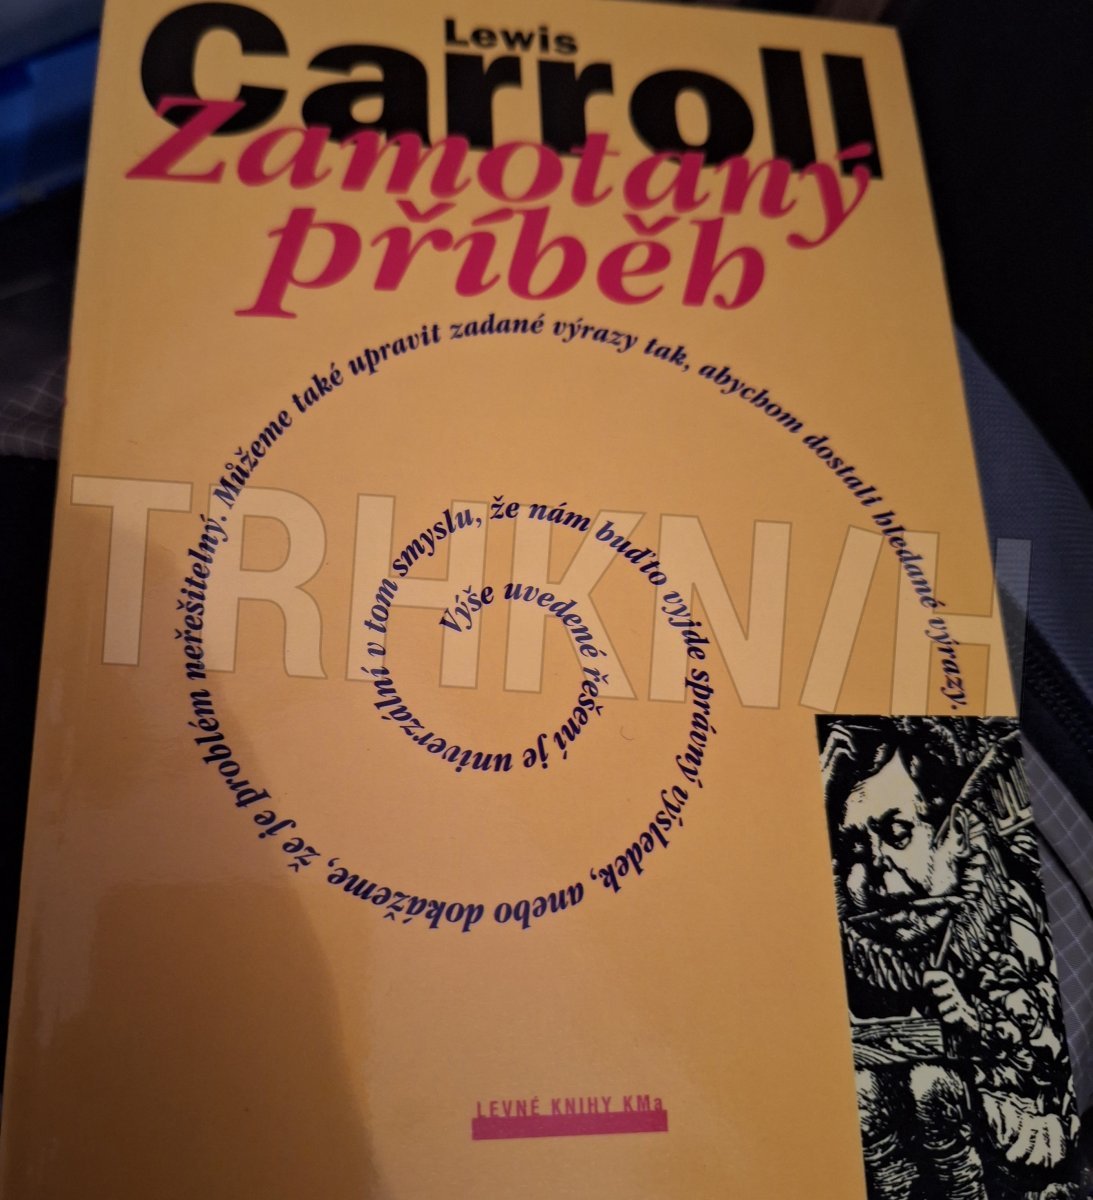 Lewis
Carroll
Zamotaný
příběh
Výše uvedené řešení je univerzální v tom smyslu, že nám buďto vyjde správný výsledek, anebo dokážeme, že je problém neřešitelný. Můžeme také upravit zadané výrazy tak, abychom dostali hledané výrazy.
TRHKN/H
LEVNÉ KNIHY KMa